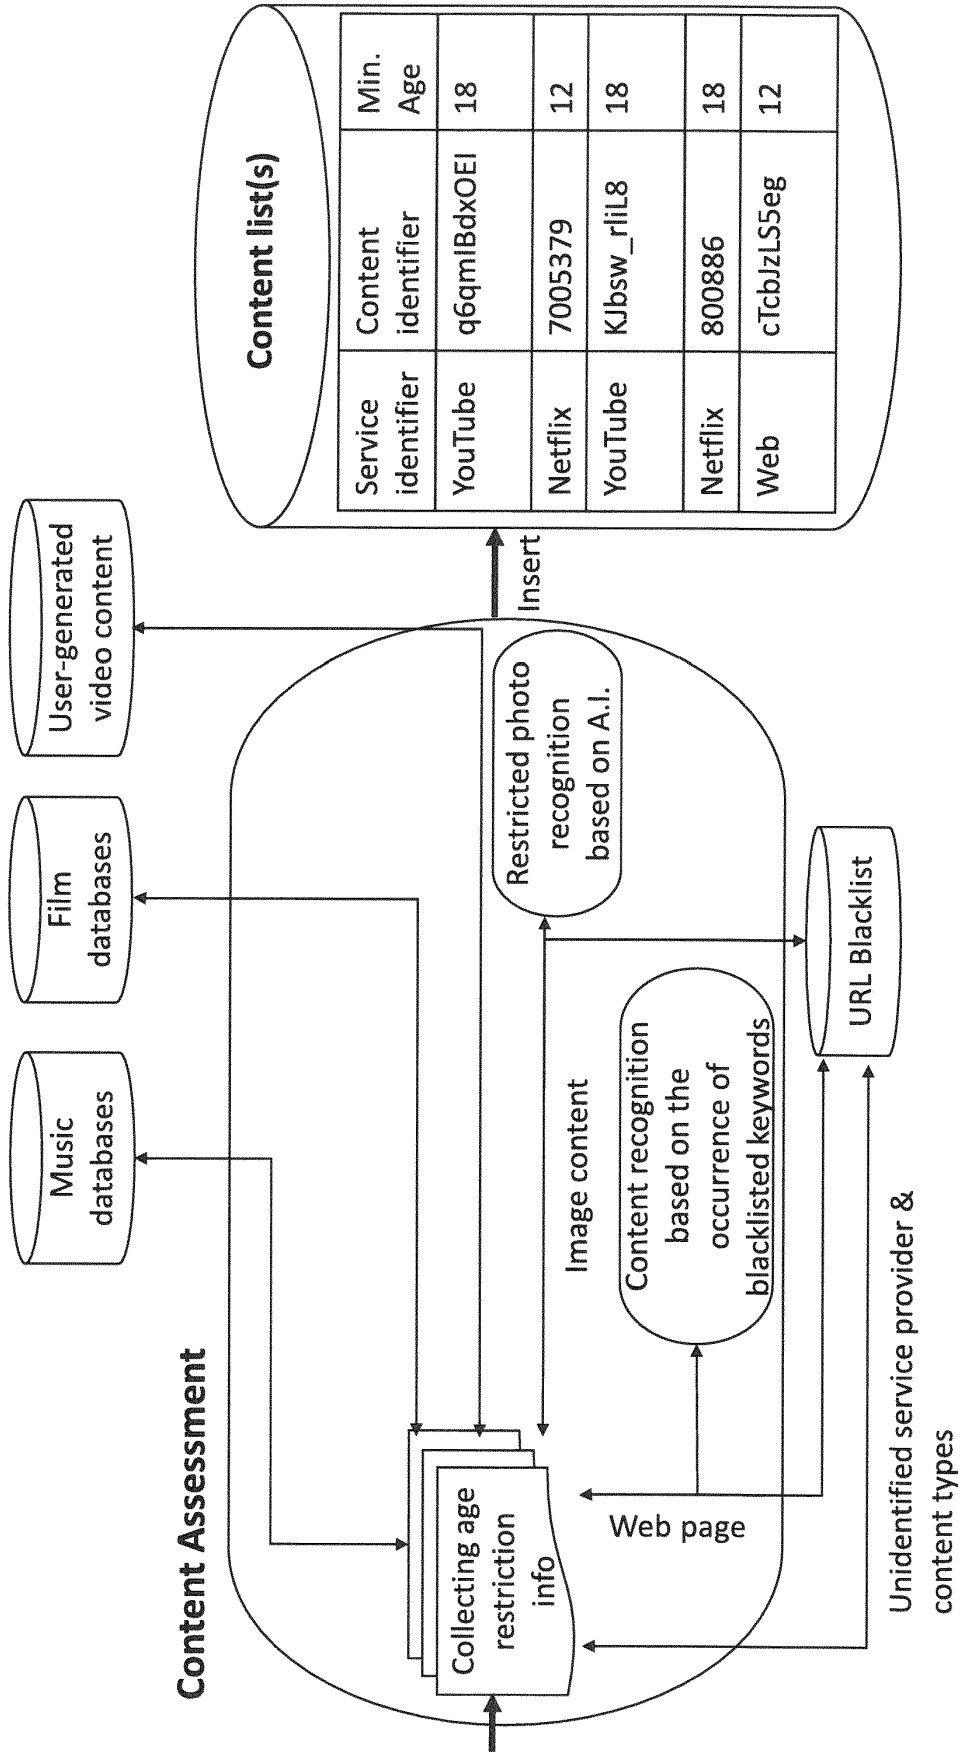 Content Assessment
Music
databases
Film
databases
User-generated
video content
Collecting age
restriction
info
Image content
Restricted photo
recognition
based on A.I.
Content recognition
based on the
occurrence of
blacklisted keywords
Web page
URL Blacklist
Unidentified service provider &
content types
Insert
Content list(s)
Service identifier Content identifier Min. Age
YouTube q6qmIBdxOEI 18
Netflix 7005379 12
YouTube KJbsw_rIiL8 18
Netflix 800886 18
Web cTcbJzLS5eg 12